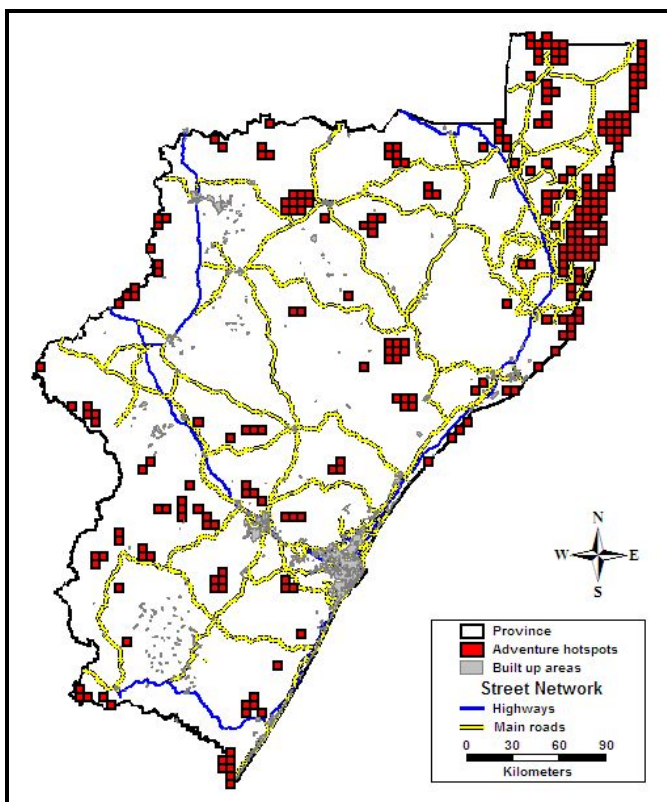 N
W E
S
Province
Adventure hotspots
Built up areas
Street Network
Highways
Main roads
0 30 60 90
Kilometers